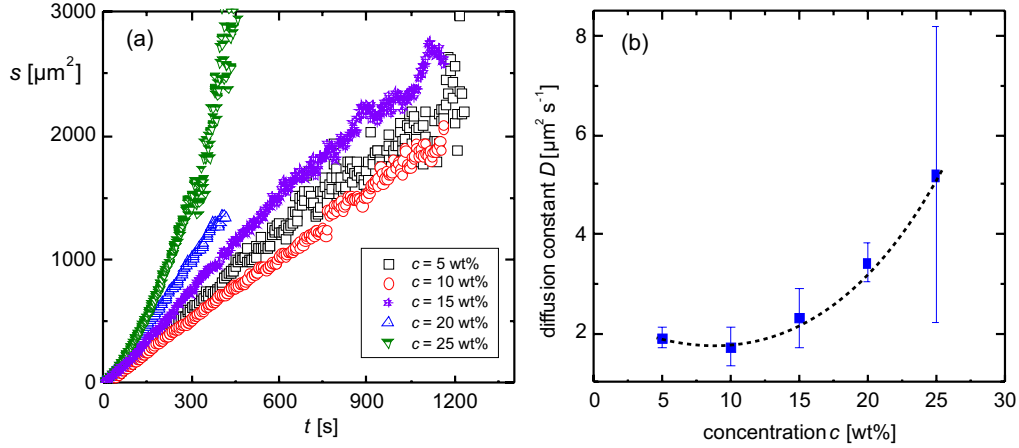 (a)
s [µm²]
3000
2000
1000
0
0 300 600 900 1200
t [s]
c = 5 wt%
c = 10 wt%
c = 15 wt%
c = 20 wt%
c = 25 wt%
(b)
diffusion constant D [µm² s⁻¹]
8
6
4
2
0 5 10 15 20 25 30
concentration c [wt%]